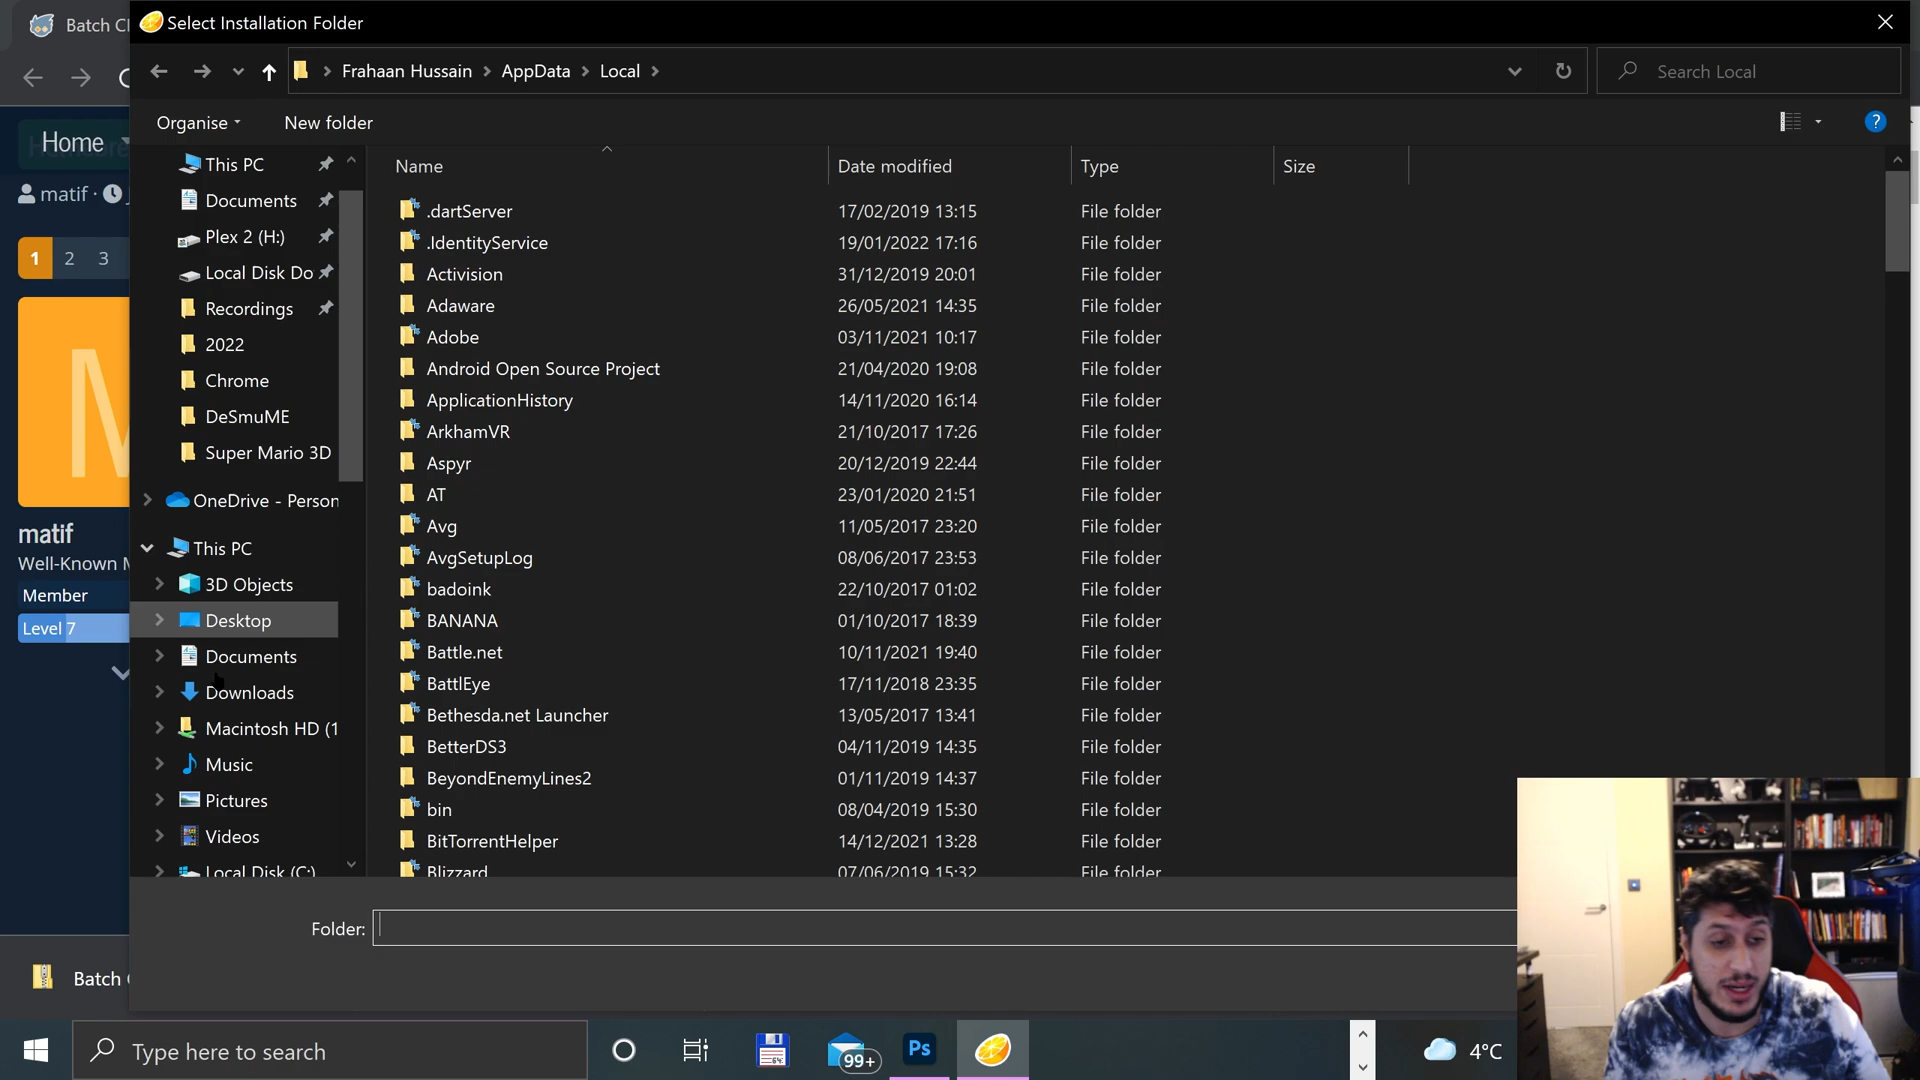 Batch C
Select Installation Folder
Frahaan Hussain
AppData
Local
Search Local
Organise
New folder
Home
matif
1 2 3
matif
Well-Known
Member
Level 7
This PC
Documents
Plex 2 (H:)
Local Disk Do
Recordings
2022
Chrome
DeSmuME
Super Mario 3D
OneDrive - Person
This PC
3D Objects
Desktop
Documents
Downloads
Macintosh HD (1
Music
Pictures
Videos
Local Disk (C:)
Name Date modified Type Size
.dartServer 17/02/2019 13:15 File folder
.IdentityService 19/01/2022 17:16 File folder
Activision 31/12/2019 20:01 File folder
Adaware 26/05/2021 14:35 File folder
Adobe 03/11/2021 10:17 File folder
Android Open Source Project 21/04/2020 19:08 File folder
ApplicationHistory 14/11/2020 16:14 File folder
ArkhamVR 21/10/2017 17:26 File folder
Aspyr 20/12/2019 22:44 File folder
AT 23/01/2020 21:51 File folder
Avg 11/05/2017 23:20 File folder
AvgSetupLog 08/06/2017 23:53 File folder
badoink 22/10/2017 01:02 File folder
BANANA 01/10/2017 18:39 File folder
Battle.net 10/11/2021 19:40 File folder
BattlEye 17/11/2018 23:35 File folder
Bethesda.net Launcher 13/05/2017 13:41 File folder
BetterDS3 04/11/2019 14:35 File folder
BeyondEnemyLines2 01/11/2019 14:37 File folder
bin 08/04/2019 15:30 File folder
BitTorrentHelper 14/12/2021 13:28 File folder
Blizzard 07/06/2019 15:32 File folder
Folder:
Batch
Type here to search
64
99+
Ps
4°C